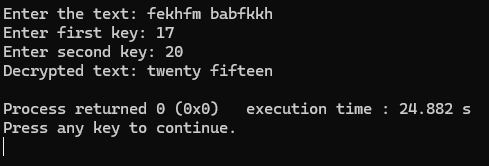 Enter the text: fekhfm babfkkh
Enter first key: 17
Enter second key: 20
Decrypted text: twenty fifteen
Process returned 0 (0x0)   execution time : 24.882 s
Press any key to continue.